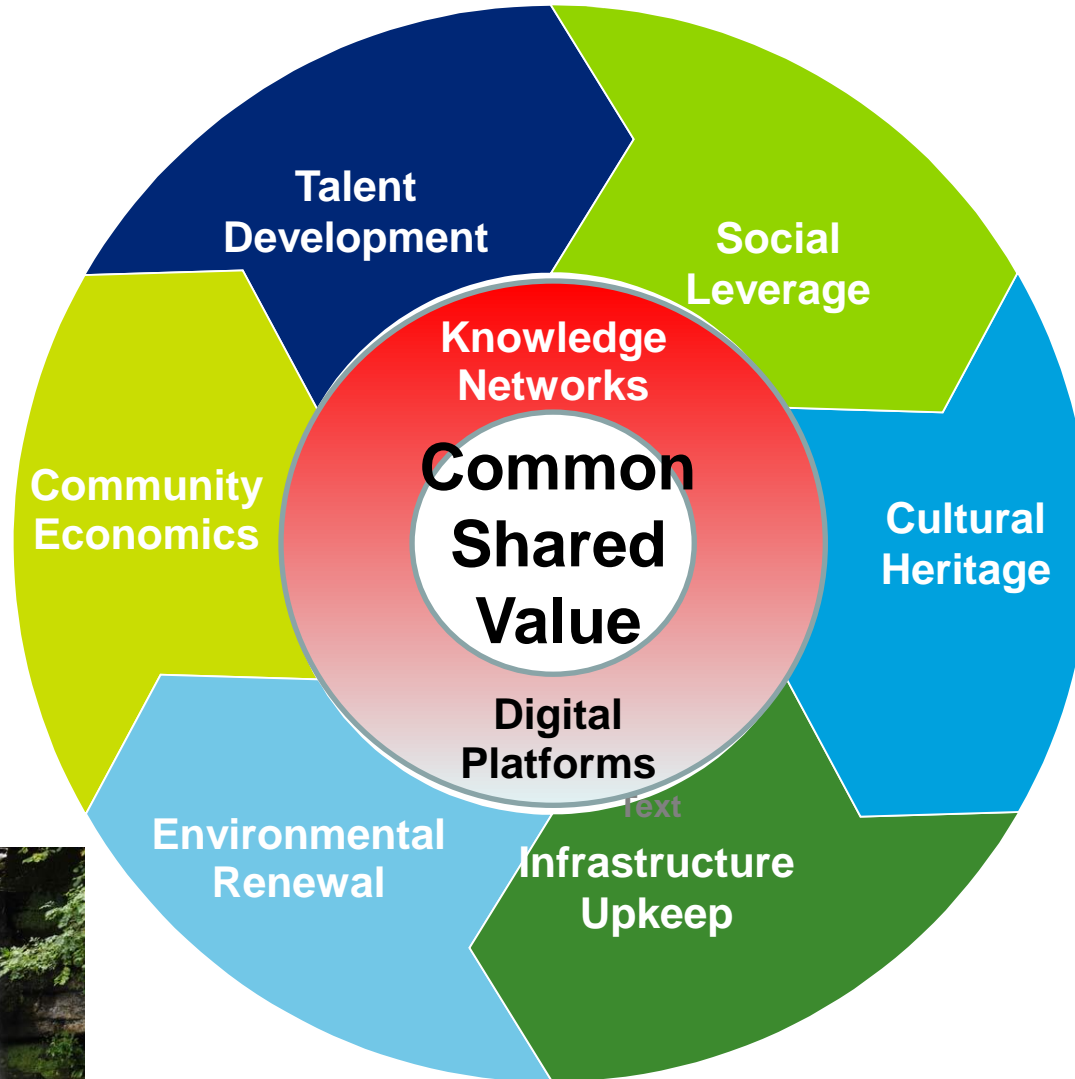 Talent
Development
Social
Leverage
Knowledge
Networks
Common
Shared
Value
Community
Economics
Cultural
Heritage
Digital
Platforms
Text
Environmental
Renewal
Infrastructure
Upkeep